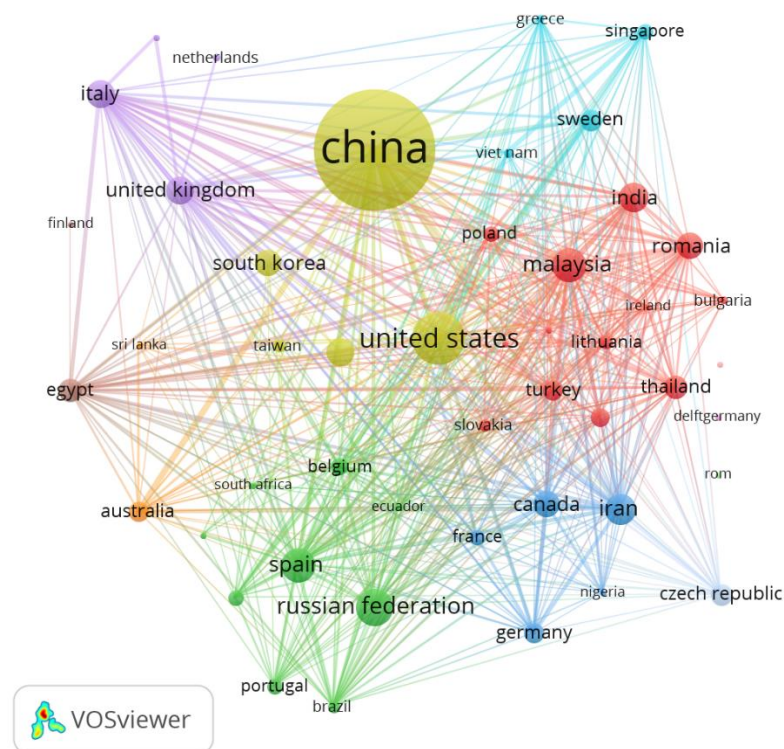 greece
singapore
netherlands
italy
sweden
china
viet nam
united kingdom
india
finland
poland
romania
south korea
malaysia
ireland
bulgaria
sri lanka
taiwan
united states
lithuania
egypt
turkey
thailand
slovakia
delftgermany
belgium
rom
south africa
ecuador
australia
canada
iran
france
spain
nigeria
czech republic
russian federation
germany
portugal
brazil
VOSviewer